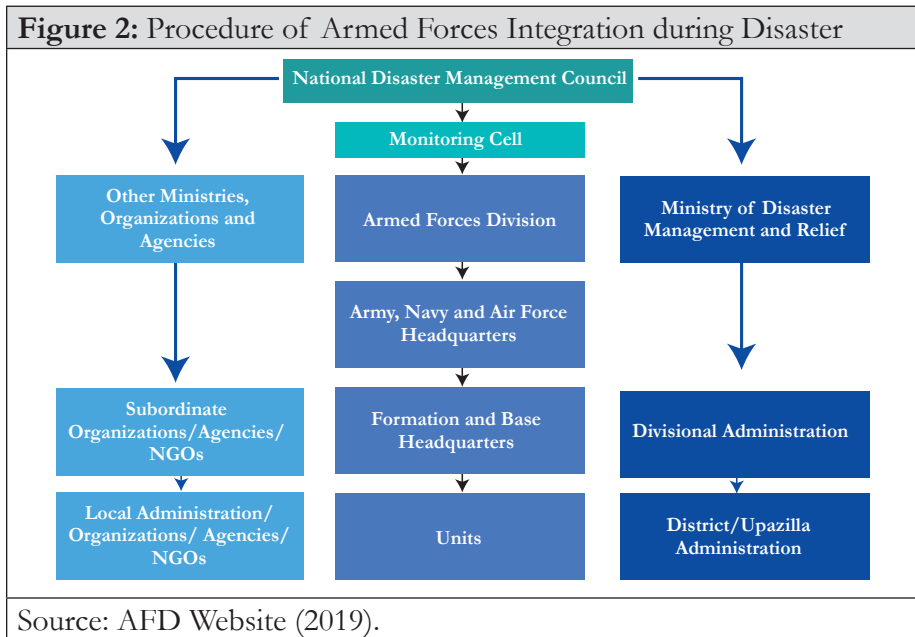 Figure 2: Procedure of Armed Forces Integration during Disaster
National Disaster Management Council
Monitoring Cell
Other Ministries,
Organizations and
Agencies
Armed Forces Division
Ministry of Disaster
Management and Relief
Army, Navy and Air Force
Headquarters
Subordinate
Organizations/Agencies/
NGOs
Formation and Base
Headquarters
Divisional Administration
Local Administration/
Organizations/ Agencies/
NGOs
Units
District/Upazilla
Administration
Source: AFD Website (2019).